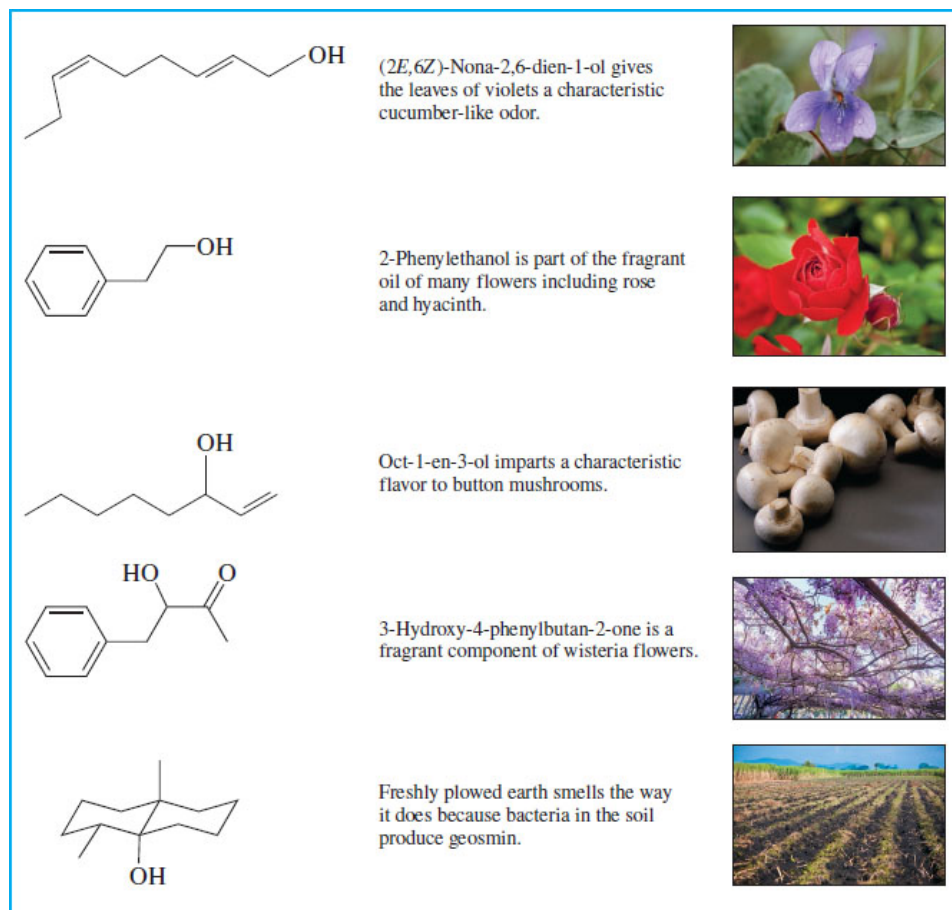 OH
(2E,6Z)-Nona-2,6-dien-1-ol gives
the leaves of violets a characteristic
cucumber-like odor.
OH
2-Phenylethanol is part of the fragrant
oil of many flowers including rose
and hyacinth.
OH
Oct-1-en-3-ol imparts a characteristic
flavor to button mushrooms.
HO
O
3-Hydroxy-4-phenylbutan-2-one is a
fragrant component of wisteria flowers.
Freshly plowed earth smells the way
it does because bacteria in the soil
produce geosmin.
OH